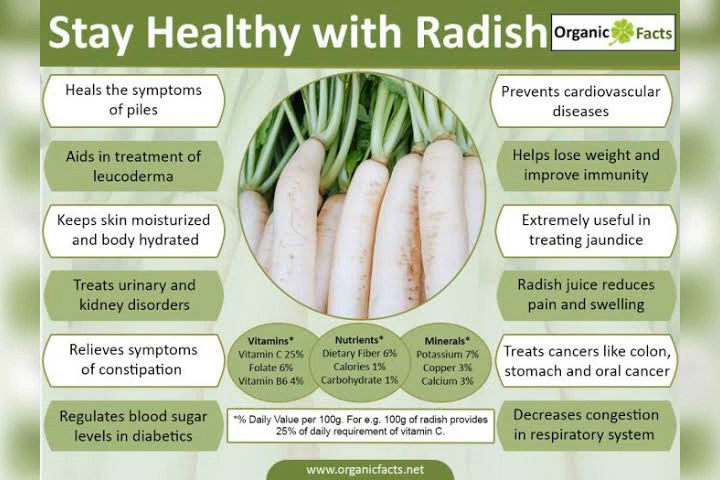 Stay Healthy with Radish
Organic Facts
Heals the symptoms
of piles
Aids in treatment of
leucoderma
Keeps skin moisturized
and body hydrated
Treats urinary and
kidney disorders
Relieves symptoms
of constipation
Regulates blood sugar
levels in diabetics
Prevents cardiovascular
diseases
Helps lose weight and
improve immunity
Extremely useful in
treating jaundice
Radish juice reduces
pain and swelling
Treats cancers like colon,
stomach and oral cancer
Decreases congestion
in respiratory system
Vitamins*
Vitamin C 25%
Folate 6%
Vitamin B6 4%
Nutrients*
Dietary Fiber 6%
Calories 1%
Carbohydrate 1%
Minerals*
Potassium 7%
Copper 3%
Calcium 3%
*% Daily Value per 100g. For e.g. 100g of radish provides
25% of daily requirement of vitamin C.
www.organicfacts.net